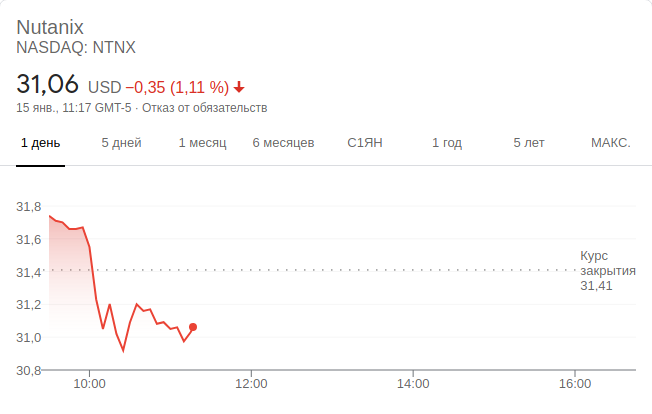 Nutanix
NASDAQ: NTNX
31,06 USD −0,35 (1,11 %)
15 янв., 11:17 GMT-5 · Отказ от обязательств
1 день 5 дней 1 месяц 6 месяцев С1ЯН 1 год 5 лет МАКС.
31,8
31,6
Курс
31,4 закрытия
31,41
31,2
31,0
30,8
10:00 12:00 14:00 16:00